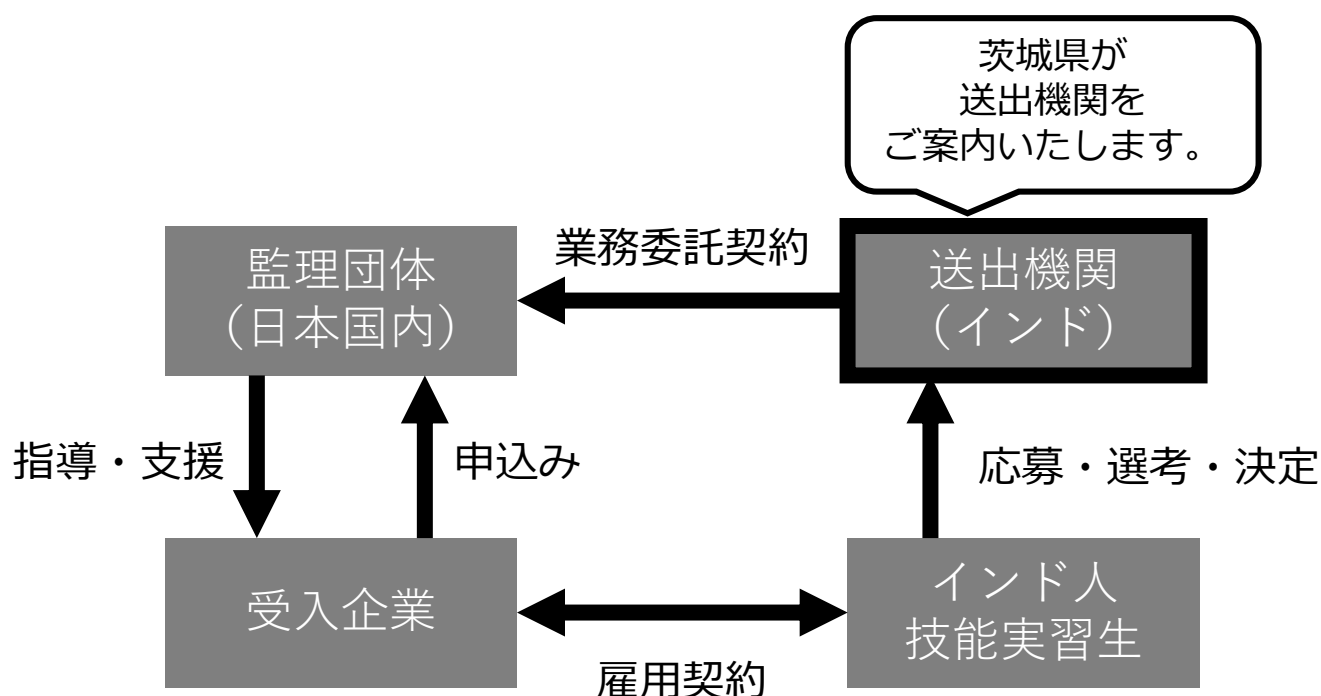 茨城県が
送出機関を
ご案内いたします。
監理団体
（日本国内）
業務委託契約
送出機関
（インド）
指導・支援
申込み
応募・選考・決定
受入企業
雇用契約
インド人
技能実習生